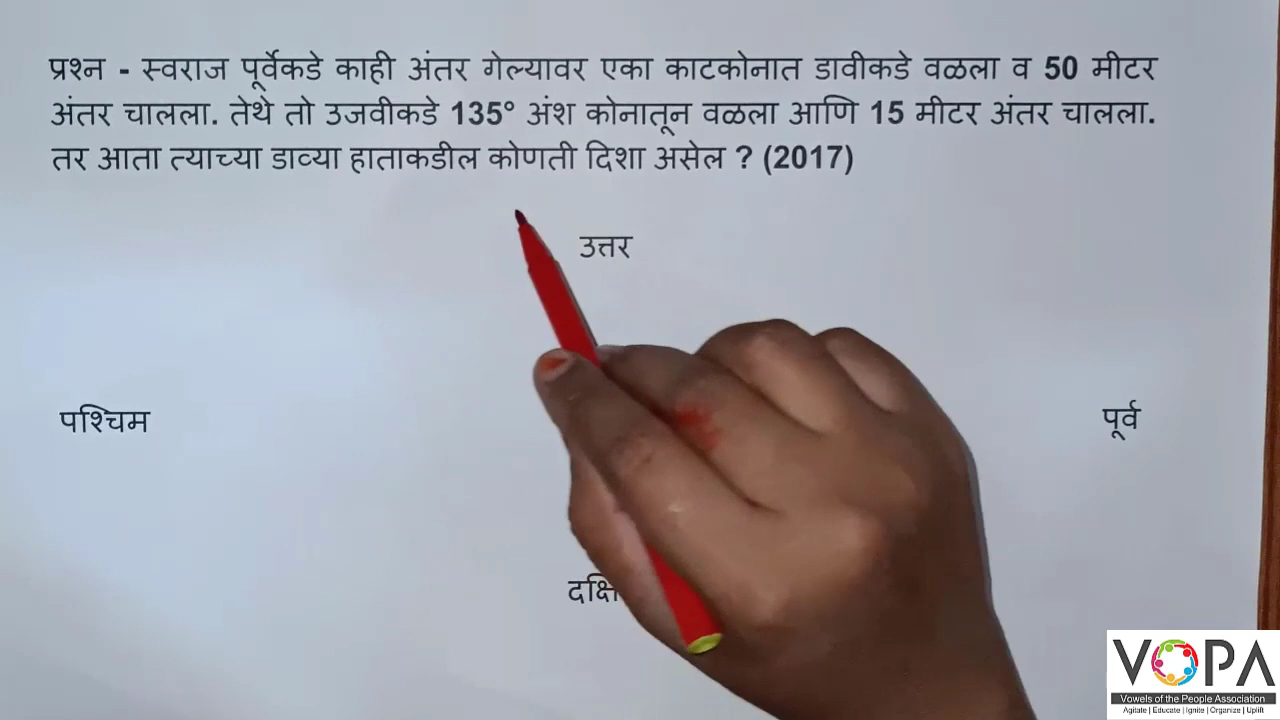 प्रश्न - स्वराज पूर्वेकडे काही अंतर गेल्यावर एका काटकोनात डावीकडे वळला व 50 मीटर
अंतर चालला. तेथे तो उजवीकडे 135° अंश कोनातून वळला आणि 15 मीटर अंतर चालला.
तर आता त्याच्या डाव्या हाताकडील कोणती दिशा असेल ? (2017)
उत्तर
पश्चिम
पूर्व
दक्षि
VOPA
Vowels of the People Association
Agitate | Educate | Ignite | Organize | Uplift